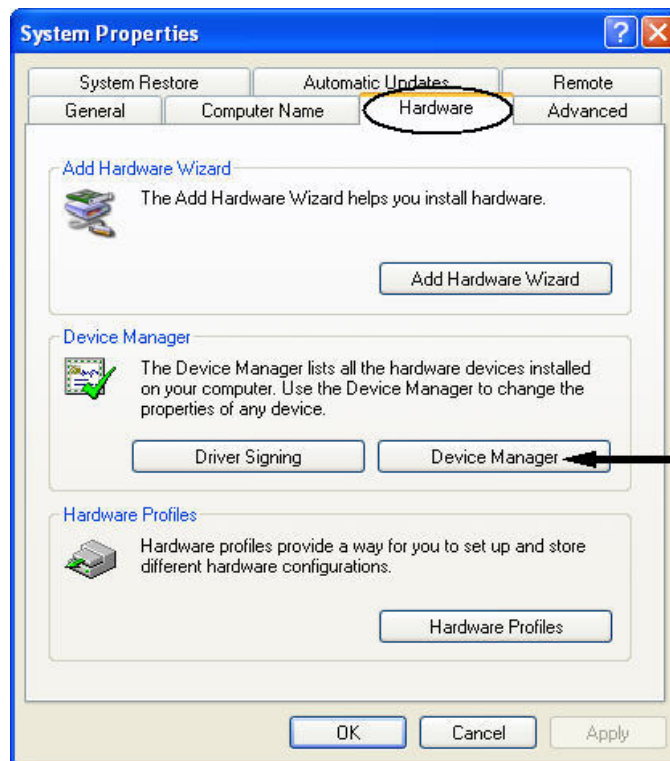 System Properties
System Restore Automatic Updates Remote
General Computer Name Hardware Advanced
Add Hardware Wizard
The Add Hardware Wizard helps you install hardware.
Add Hardware Wizard
Device Manager
The Device Manager lists all the hardware devices installed
on your computer. Use the Device Manager to change the
properties of any device.
Driver Signing Device Manager
Hardware Profiles
Hardware profiles provide a way for you to set up and store
different hardware configurations.
Hardware Profiles
OK Cancel Apply